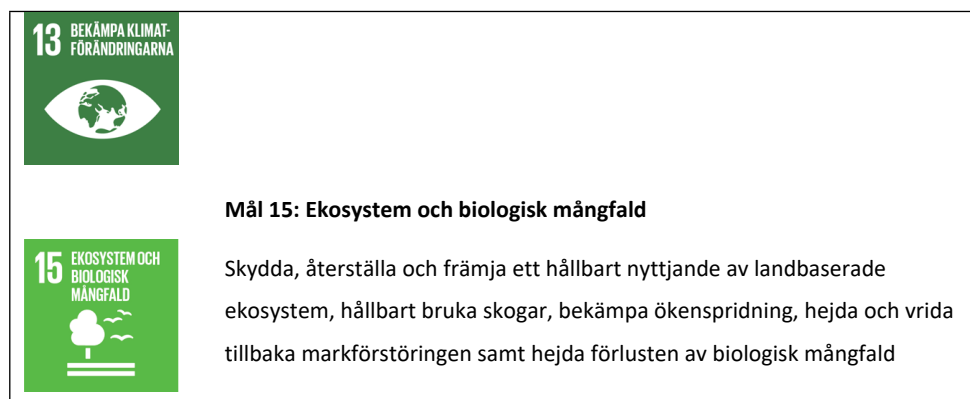 13 BEKÄMPA KLIMAT-
FÖRÄNDRINGARNA
Mål 15: Ekosystem och biologisk mångfald
15 EKOSYSTEM OCH
BIOLOGISK
MÅNGFALD
Skydda, återställa och främja ett hållbart nyttjande av landbaserade
ekosystem, hållbart bruka skogar, bekämpa ökenspridning, hejda och vrida
tillbaka markförstöringen samt hejda förlusten av biologisk mångfald